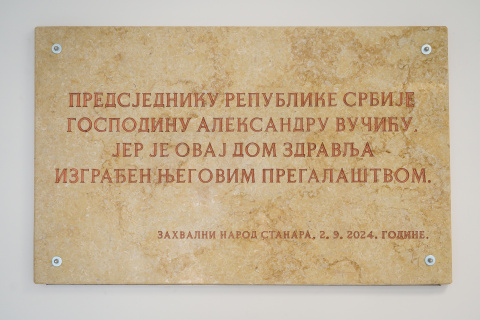 ПРЕДСЈЕДНИКУ РЕПУБЛИКЕ СРБИЈЕ
ГОСПОДИНУ АЛЕКСАНДРУ ВУЧИЋУ.
ЈЕР ЈЕ ОВАЈ ДОМ ЗДРАВЉА
ИЗГРАЂЕН ЊЕГОВИМ ПРЕГАЛАШТВОМ.
ЗАХВАЛНИ НАРОД СТАНАРА, 2. 9. 2024. ГОДИНЕ.